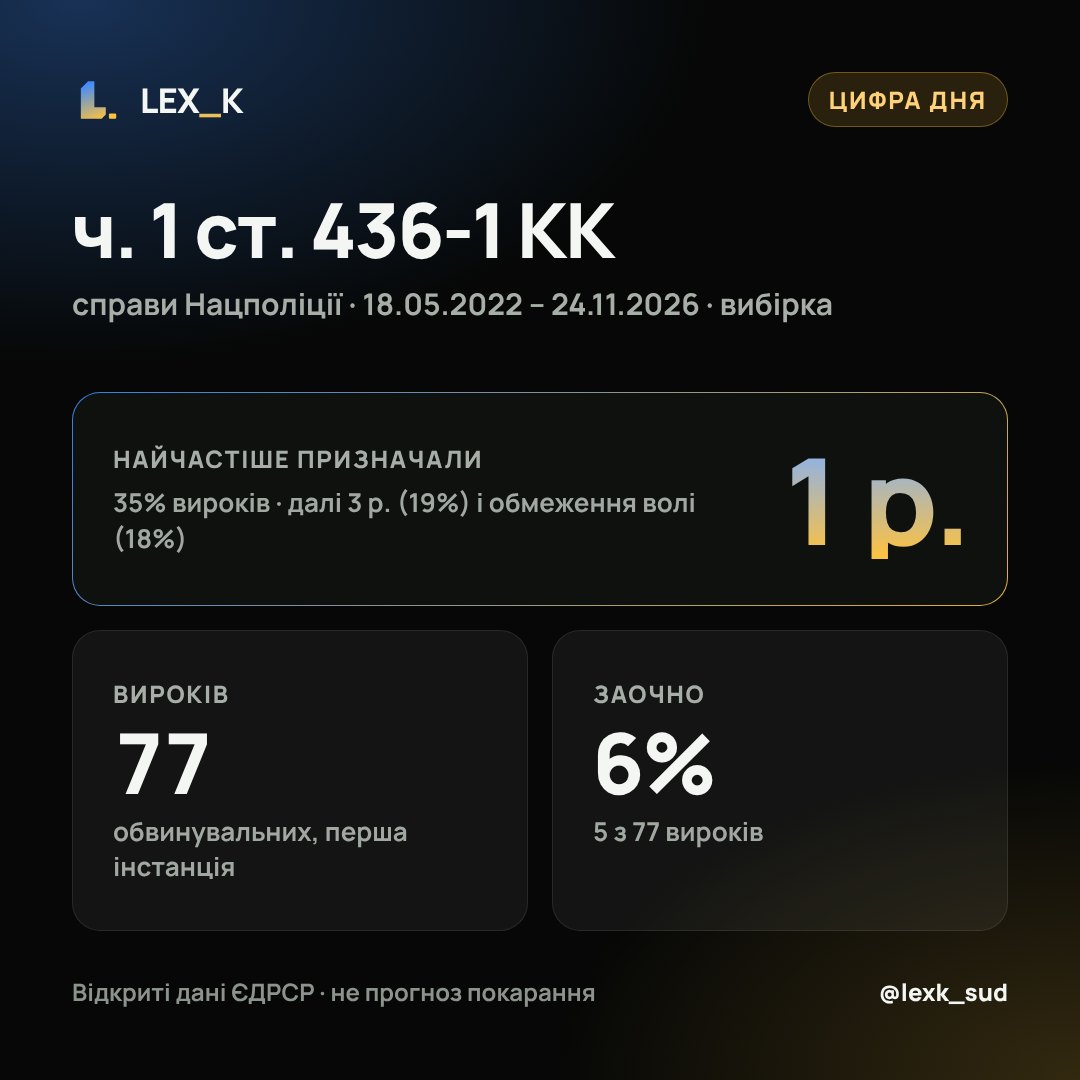 LEX_K
ЦИФРА ДНЯ
ч. 1 ст. 436-1 КК
справи Нацполіції · 18.05.2022 – 24.11.2026 · вибірка
НАЙЧАСТІШЕ ПРИЗНАЧАЛИ
35% вироків · далі 3 р. (19%) і обмеження волі
(18%)
1 р.
ВИРОКІВ
77
обвинувальних, перша
інстанція
ЗАОЧНО
6%
5 з 77 вироків
Відкриті дані ЄДРСР · не прогноз покарання
@lexk_sud